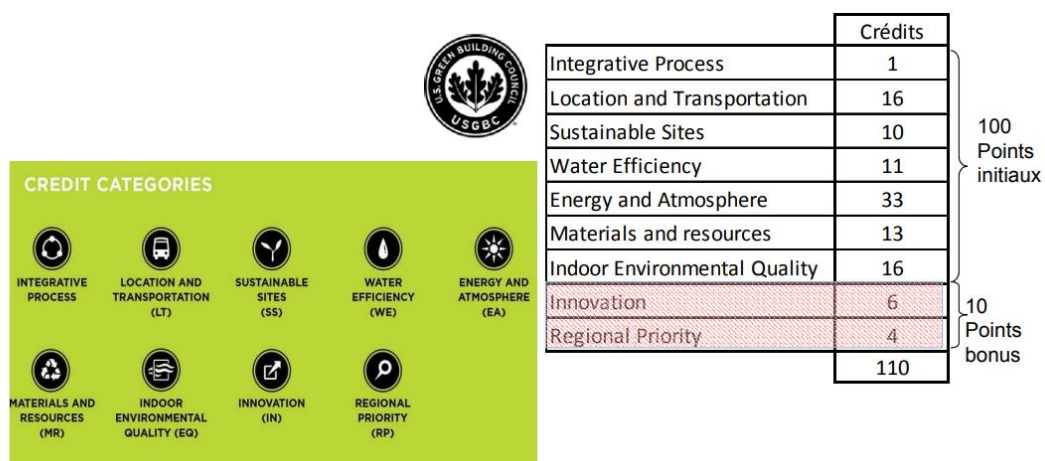 U.S. GREEN BUILDING COUNCIL
USGBC
CREDIT CATEGORIES
INTEGRATIVE
PROCESS
LOCATION AND
TRANSPORTATION
(LT)
SUSTAINABLE
SITES
(SS)
WATER
EFFICIENCY
(WE)
ENERGY AND
ATMOSPHERE
(EA)
MATERIALS AND
RESOURCES
(MR)
INDOOR
ENVIRONMENTAL
QUALITY (EQ)
INNOVATION
(IN)
REGIONAL
PRIORITY
(RP)
Crédits
Integrative Process 1
Location and Transportation 16
Sustainable Sites 10
Water Efficiency 11
Energy and Atmosphere 33
Materials and resources 13
Indoor Environmental Quality 16
Innovation 6
Regional Priority 4
110
100
Points
initiaux
10
Points
bonus